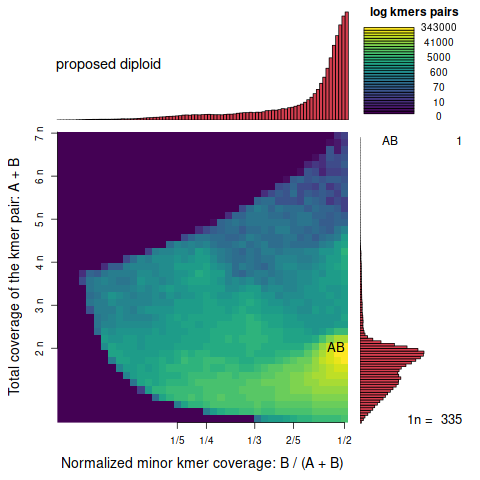 log kmers pairs
343000
41000
5000
600
70
10
0
proposed diploid
AB 1
7 n
6 n
5 n
4 n
3 n
2 n
Total coverage of the kmer pair: A + B
AB
1n = 335
1/5 1/4 1/3 2/5 1/2
Normalized minor kmer coverage: B / (A + B)